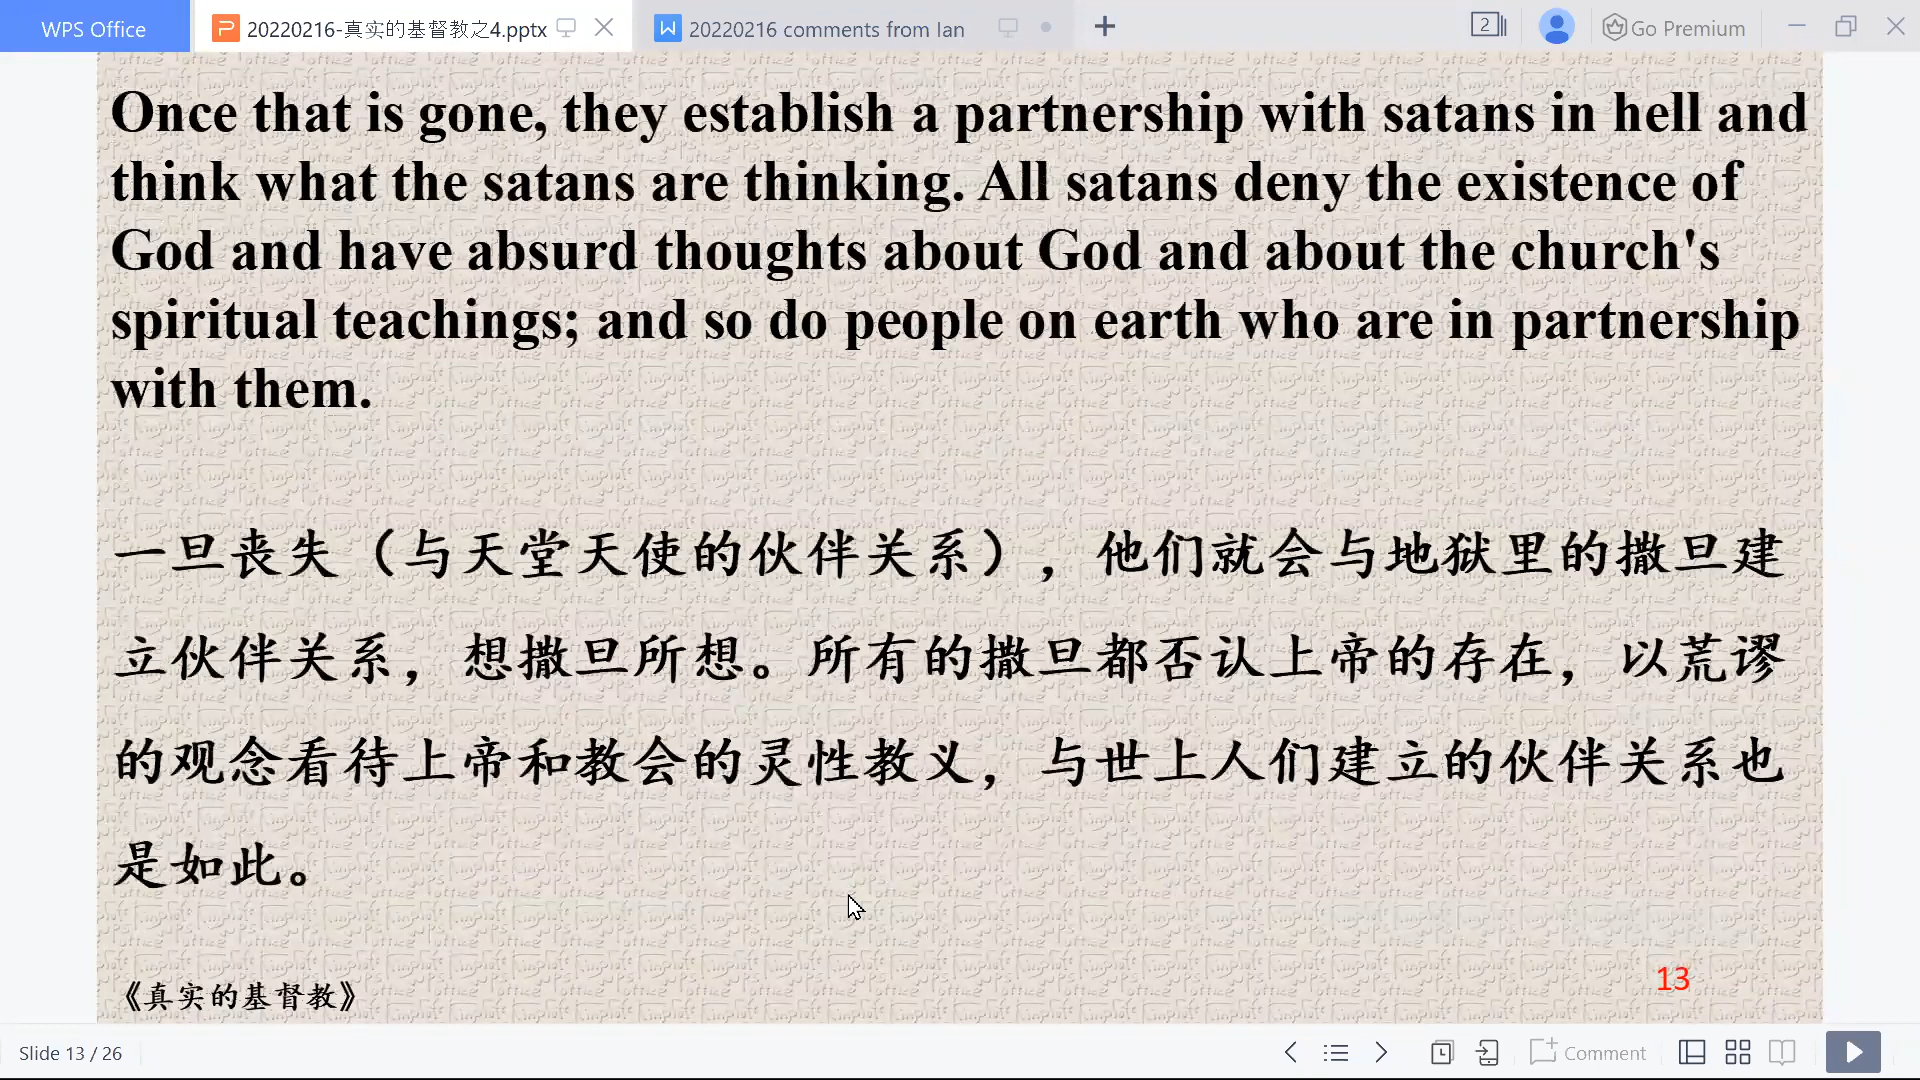 WPS Office
20220216-真实的基督教之4.pptx
20220216 comments from Ian
2
Go Premium
Once that is gone, they establish a partnership with satans in hell and
think what the satans are thinking. All satans deny the existence of
God and have absurd thoughts about God and about the church's
spiritual teachings; and so do people on earth who are in partnership
with them.
一旦丧失（与天堂天使的伙伴关系），他们就会与地狱里的撒旦建
立伙伴关系，想撒旦所想。所有的撒旦都否认上帝的存在，以荒谬
的观念看待上帝和教会的灵性教义，与世上人们建立的伙伴关系也
是如此。
《真实的基督教》
13
Slide 13 / 26
Comment